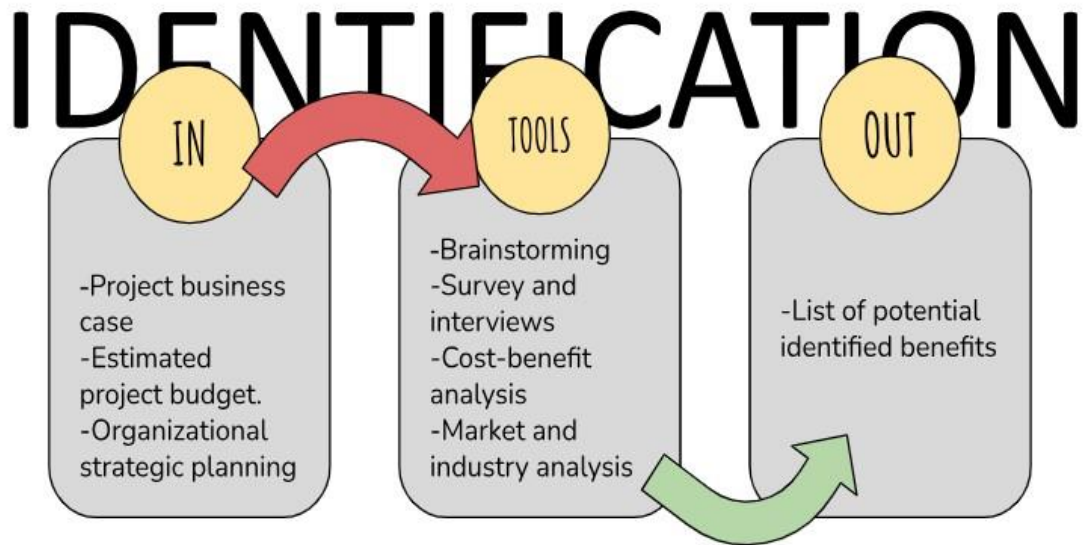 IDENTIFICATION
IN
-Project business
case
-Estimated
project budget.
-Organizational
strategic planning
TOOLS
-Brainstorming
-Survey and
interviews
-Cost-benefit
analysis
-Market and
industry analysis
OUT
-List of potential
identified benefits